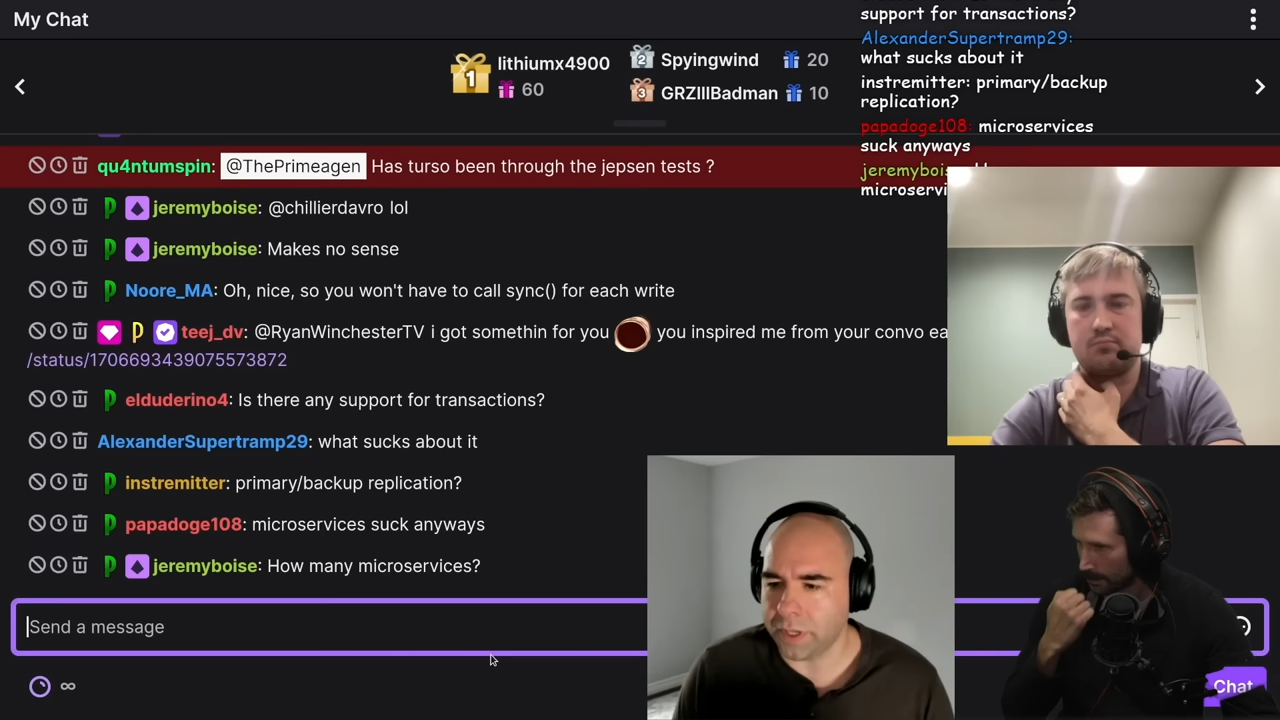 My Chat
support for transactions?
AlexanderSupertramp29:
what sucks about it
instremitter: primary/backup
replication?
papadoge108: microservices
suck anyways
jeremybois
microservi
1 lithiumx4900
60
2 Spyingwind 20
3 GRZIIIBadman 10
qu4ntumspin: @ThePrimeagen Has turso been through the jepsen tests ?
jeremyboise: @chillierdavro lol
jeremyboise: Makes no sense
Noore_MA: Oh, nice, so you won't have to call sync() for each write
teej_dv: @RyanWinchesterTV i got somethin for you you inspired me from your convo ea
/status/1706693439075573872
elduderino4: Is there any support for transactions?
AlexanderSupertramp29: what sucks about it
instremitter: primary/backup replication?
papadoge108: microservices suck anyways
jeremyboise: How many microservices?
Send a message
∞
Chat